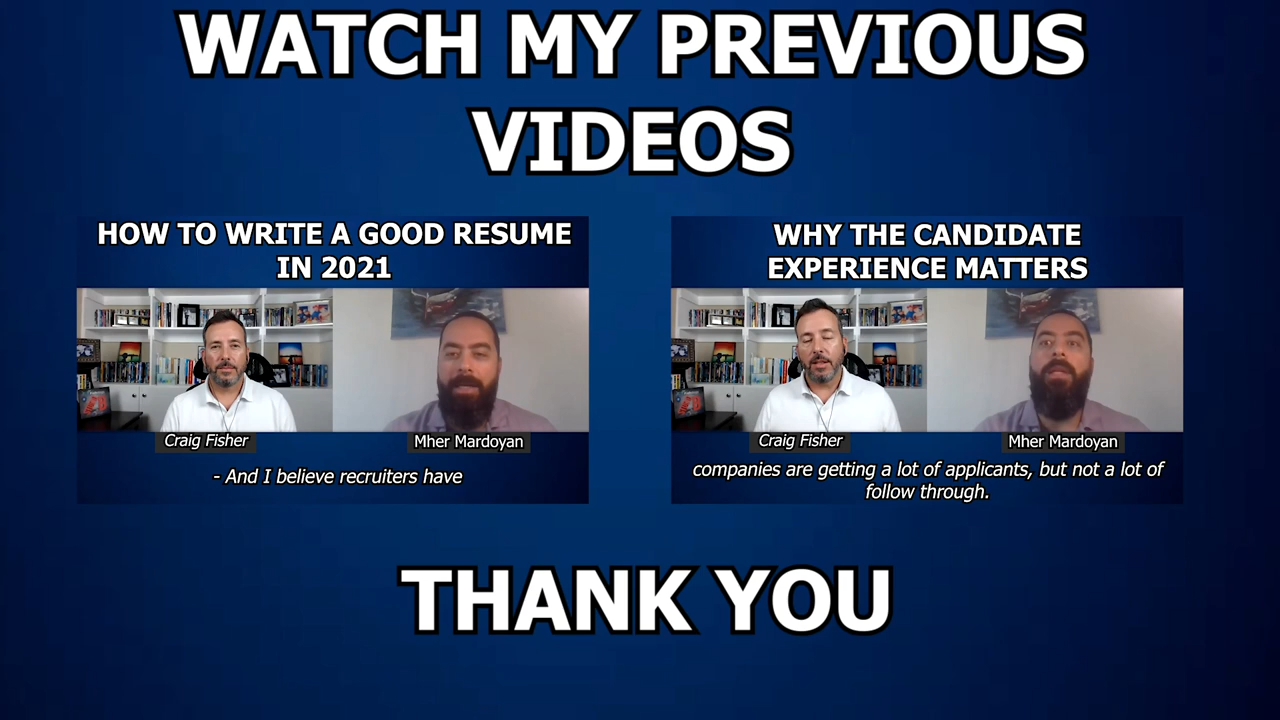 WATCH MY PREVIOUS
VIDEOS
HOW TO WRITE A GOOD RESUME
IN 2021
Craig Fisher
Mher Mardoyan
- And I believe recruiters have
WHY THE CANDIDATE
EXPERIENCE MATTERS
Craig Fisher
Mher Mardoyan
companies are getting a lot of applicants, but not a lot of
follow through.
THANK YOU